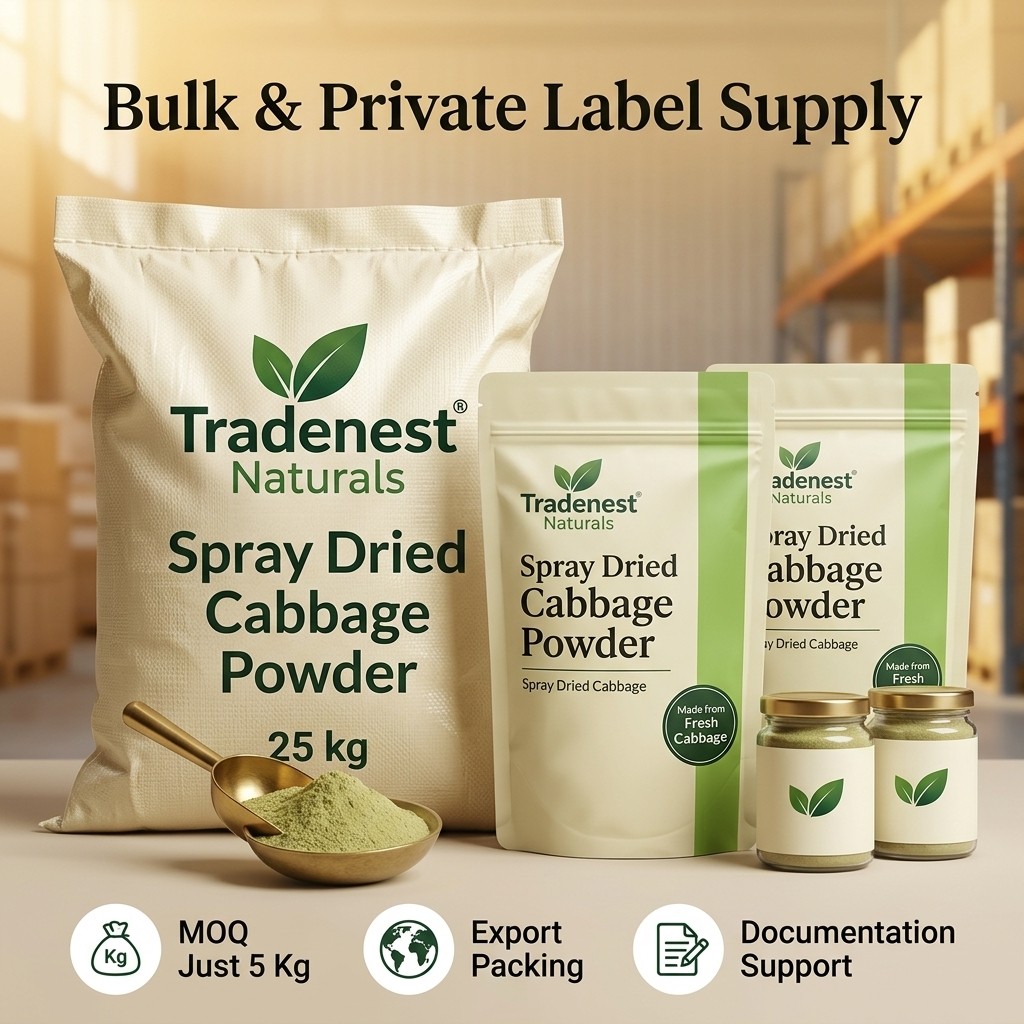 Bulk & Private Label Supply
Tradenest®
Naturals
Spray Dried
Cabbage
Powder
25 kg
Tradenest®
Naturals
Spray Dried
Cabbage
Powder
Spray Dried Cabbage
Made from
Fresh
Cabbage
adenest®
Naturals
pray Dried
abbage
owder
ay Dried Cabbage
Made from
Fresh
Kg
MOQ
Just 5 Kg
Export
Packing
Documentation
Support